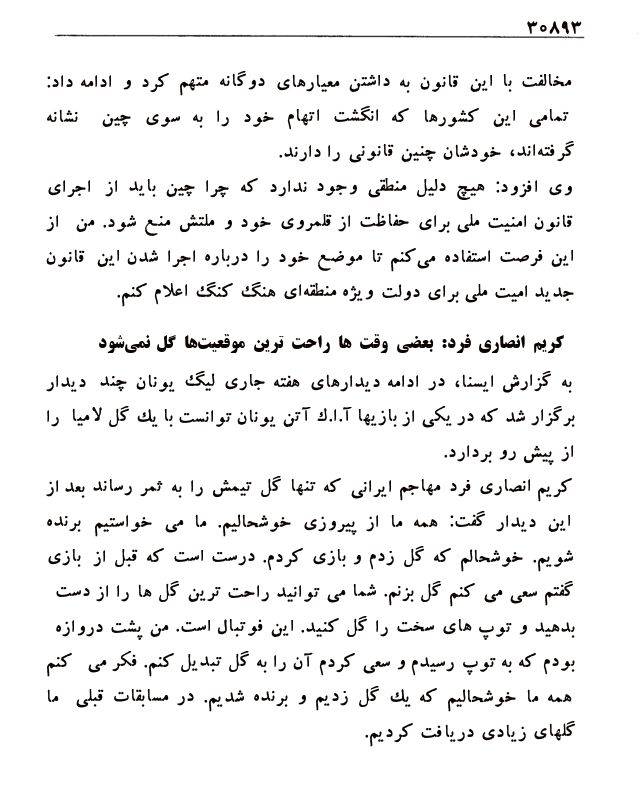 ۳۰۸۹۳
مخالفت با این قانون به داشتن معیارهای دوگانه متهم کرد و ادامه داد:
تمامی این کشورها که انگشت اتهام خود را به سوی چین نشانه
گرفته‌اند، خودشان چنین قانونی را دارند.
وی افزود: هیچ دلیل منطقی وجود ندارد که چرا چین باید از اجرای
قانون امنیت ملی برای حفاظت از قلمروی خود و ملتش منع شود. من از
این فرصت استفاده می‌کنم تا موضع خود را درباره اجرا شدن این قانون
جدید امیت ملی برای دولت ویژه منطقه‌ای هنگ کنگ اعلام کنم.
کریم انصاری فرد: بعضی وقت ها راحت ترین موقعیت‌ها گل نمی‌شود
به گزارش ایسنا، در ادامه دیدارهای هفته جاری لیگ یونان چند دیدار
برگزار شد که در یکی از بازیها آ.ا.ك آتن یونان توانست با یك گل لامیا را
از پیش رو بردارد.
کریم انصاری فرد مهاجم ایرانی که تنها گل تیمش را به ثمر رساند بعد از
این دیدار گفت: همه ما از پیروزی خوشحالیم. ما می خواستیم برنده
شویم. خوشحالم که گل زدم و بازی کردم. درست است که قبل از بازی
گفتم سعی می کنم گل بزنم. شما می توانید راحت ترین گل ها را از دست
بدهید و توپ های سخت را گل کنید. این فوتبال است. من پشت دروازه
بودم که به توپ رسیدم و سعی کردم آن را به گل تبدیل کنم. فکر می کنم
همه ما خوشحالیم که یك گل زدیم و برنده شدیم. در مسابقات قبلی ما
گلهای زیادی دریافت کردیم.